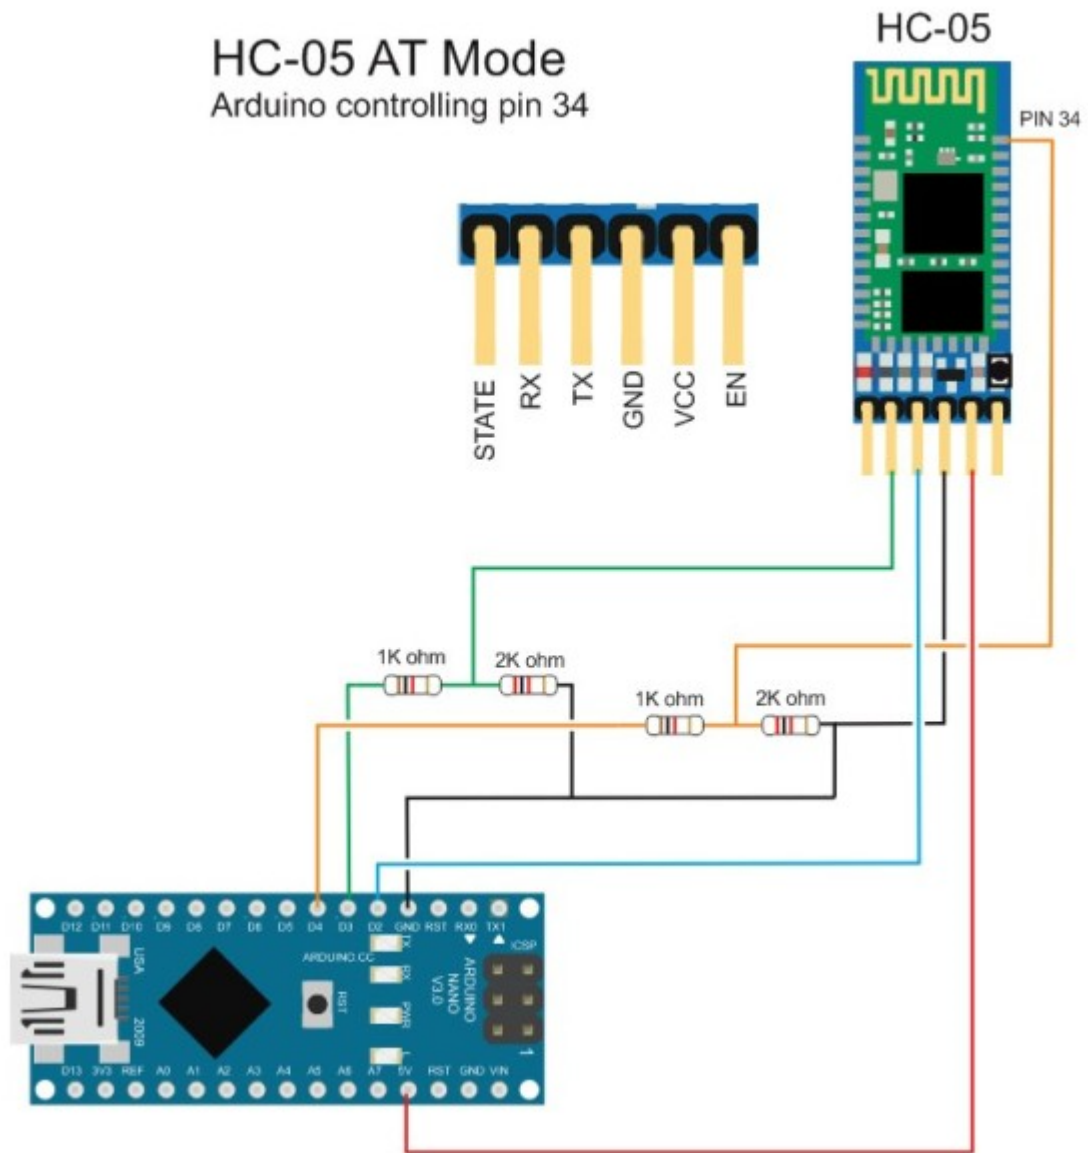 HC-05 AT Mode
Arduino controlling pin 34
HC-05
PIN 34
STATE
RX
TX
GND
VCC
EN
1K ohm
2K ohm
1K ohm
2K ohm
D12 D11 D10 D9 D8 D7 D6 D5 D4 D3 D2 GND RST RX0 TX1
TX
RX
PWR
L
ARDUINO.CC
RST
USA
2009
ICSP
ARDUINO
NANO
V3.0
1
D13 3V3 REF A0 A1 A2 A3 A4 A5 A6 A7 5V RST GND VIN